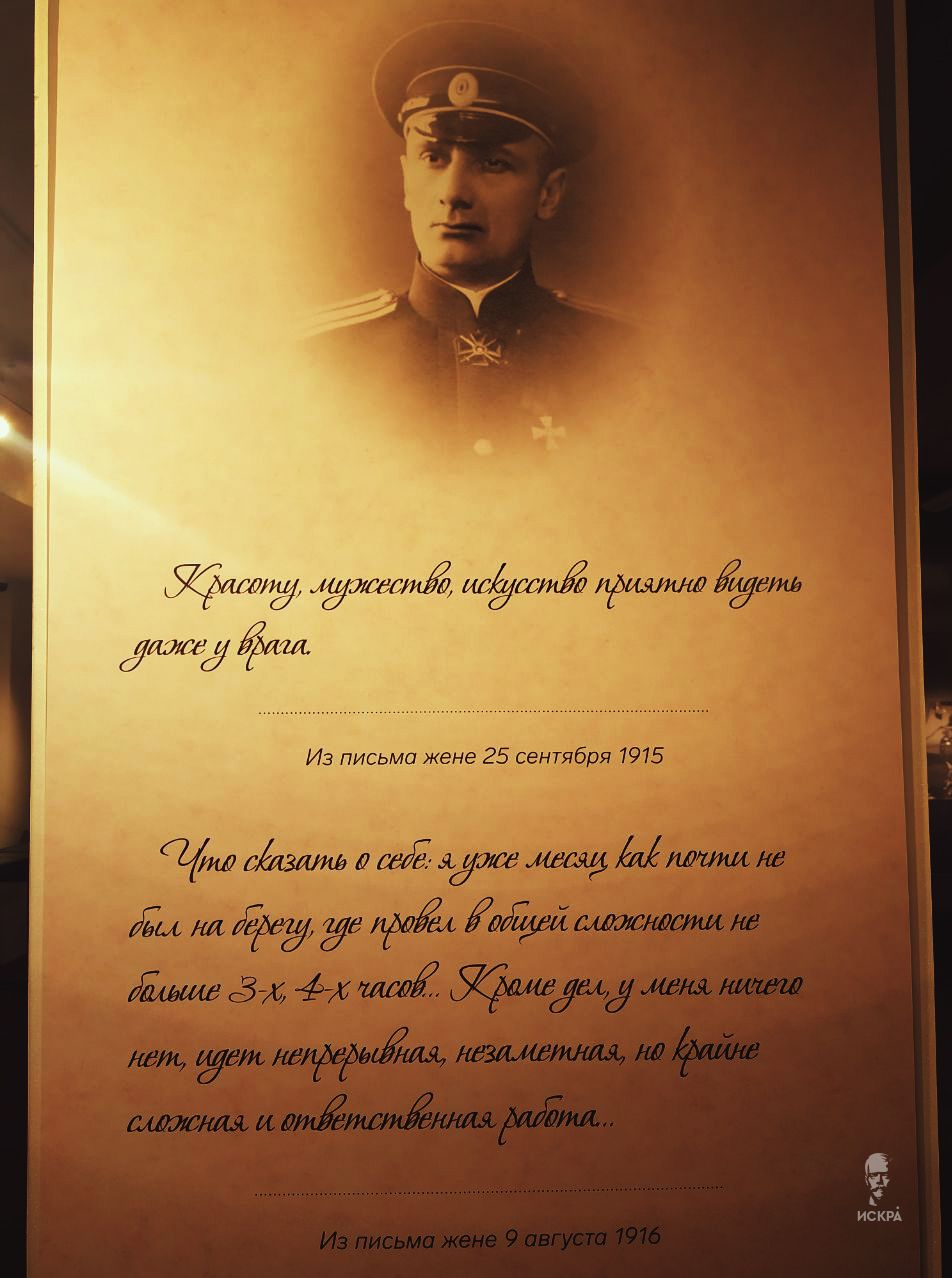 Красоту, мужество, искусство приятно видеть
даже у врага.
Из письма жене 25 сентября 1915
Что сказать о себе: я уже месяц как почти не
был на берегу, где провел в общей сложности не
больше 3-х, 4-х часов... Кроме дел, у меня ничего
нет, идет непрерывная, незаметная, но крайне
сложная и ответственная работа...
Из письма жене 9 августа 1916
ИСКРА